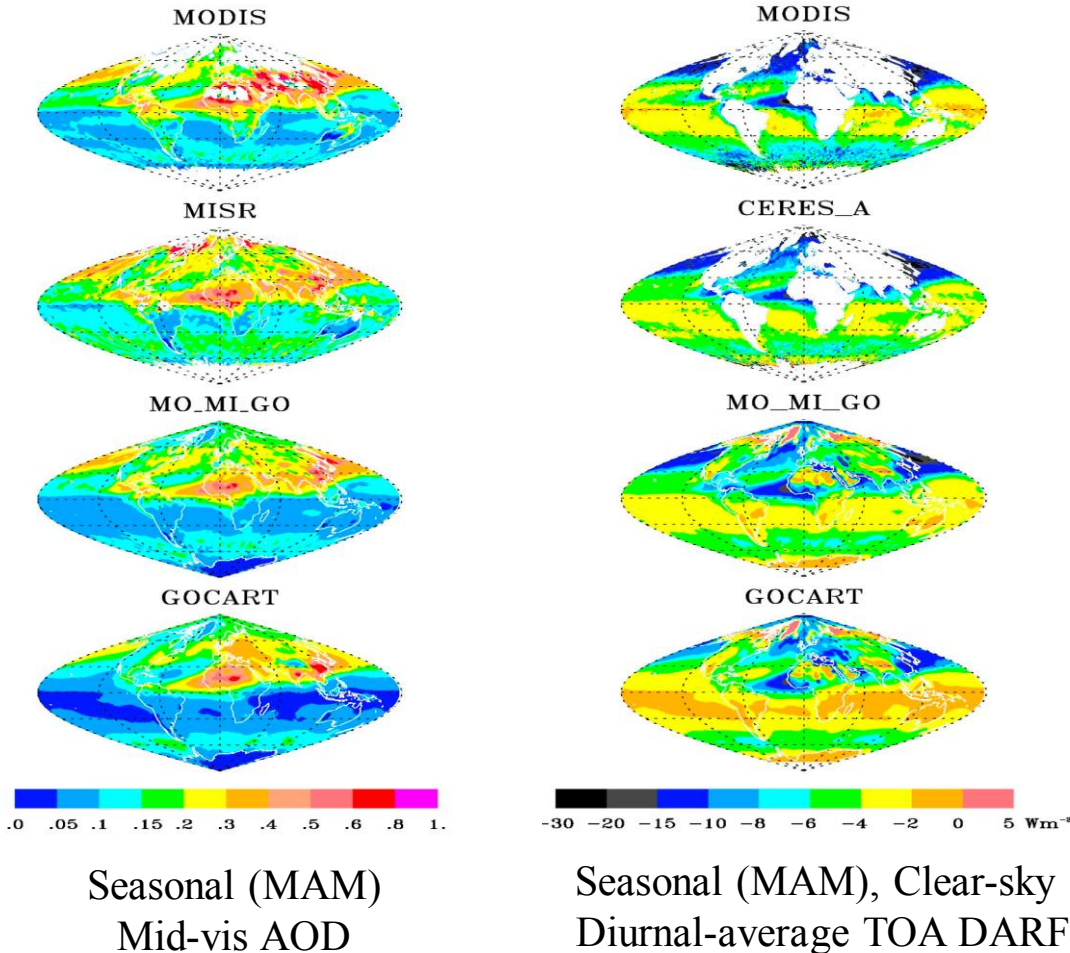 MODIS
MISR
MO_MI_GO
GOCART
.0 .05 .1 .15 .2 .3 .4 .5 .6 .8 1.
Seasonal (MAM)
Mid-vis AOD
MODIS
CERES_A
MO_MI_GO
GOCART
-30 -20 -15 -10 -8 -6 -4 -2 0 5 Wm⁻²
Seasonal (MAM), Clear-sky
Diurnal-average TOA DARF